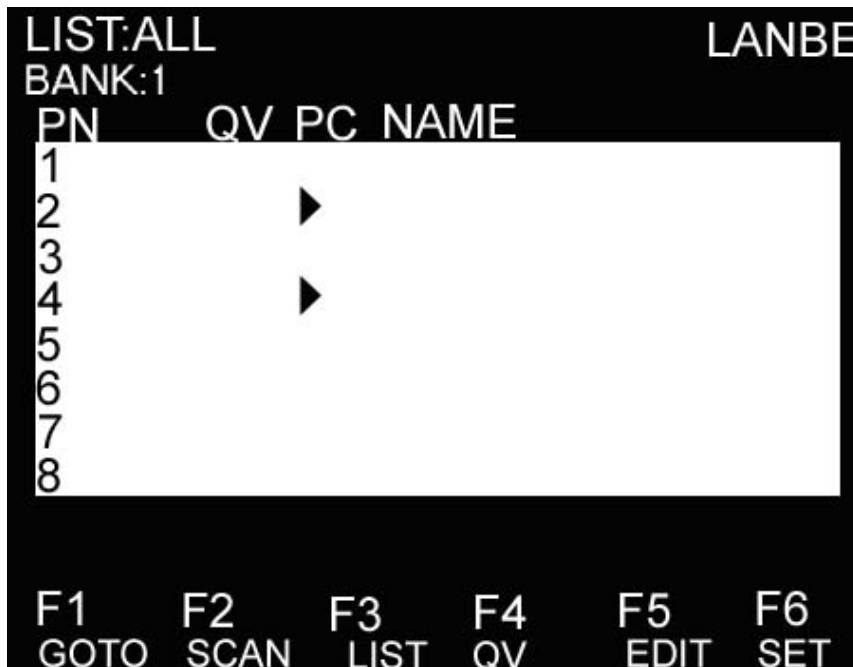 LIST:ALL LANBE
BANK:1
PN QV PC NAME
1
2
3
4
5
6
7
8
F1 F2 F3 F4 F5 F6
GOTO SCAN LIST QV EDIT SET